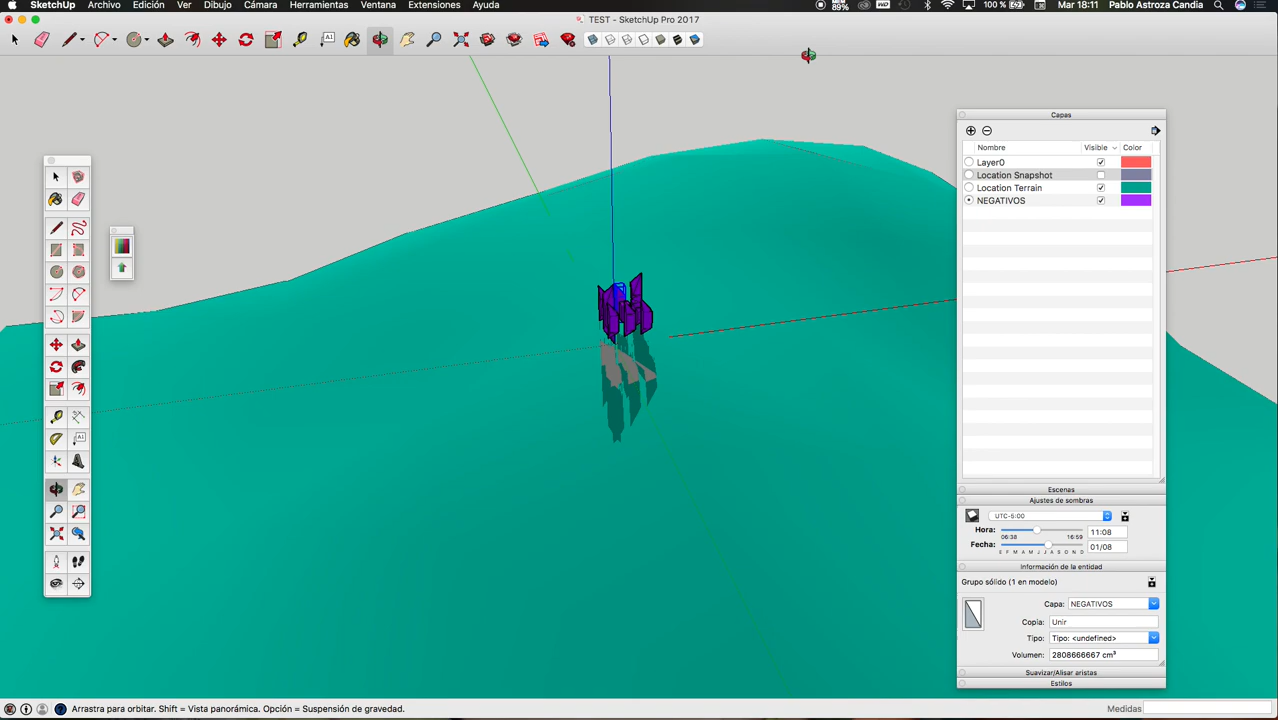 SketchUp Archivo Edición Ver Dibujo Cámara Herramientas Ventana Extensiones Ayuda MEM 89% WD 100 % Mar 18:11 Pablo Astroza Candia
TEST - SketchUp Pro 2017
Capas
Nombre Visible Color
Layer0
Location Snapshot
Location Terrain
NEGATIVOS
Escenas
Ajustes de sombras
UTC-5:00
Hora: 06:38 16:59 11:08
Fecha: E F M A M J J A S O N D 01/08
Información de la entidad
Grupo sólido (1 en modelo)
Capa: NEGATIVOS
Copia: Unir
Tipo: Tipo: <undefined>
Volumen: 2808666667 cm³
Suavizar/Alisar aristas
Estilos
Arrastra para orbitar. Shift = Vista panorámica. Opción = Suspensión de gravedad. Medidas